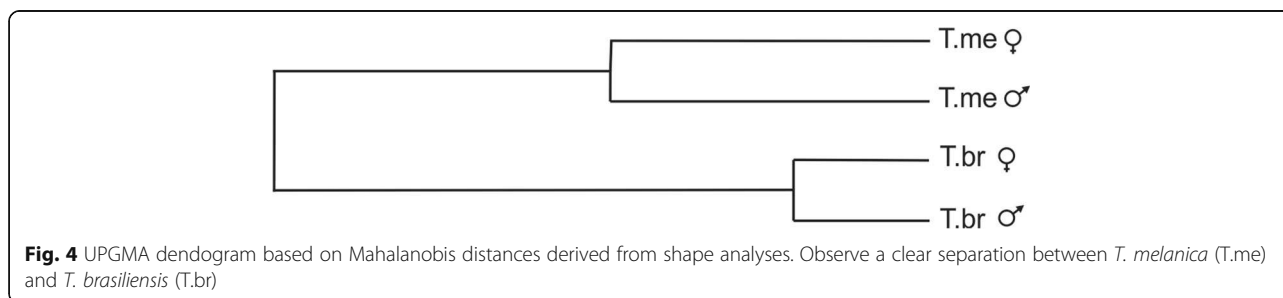 T.me ♀
T.me ♂
T.br ♀
T.br ♂
Fig. 4 UPGMA dendogram based on Mahalanobis distances derived from shape analyses. Observe a clear separation between T. melanica (T.me)
and T. brasiliensis (T.br)